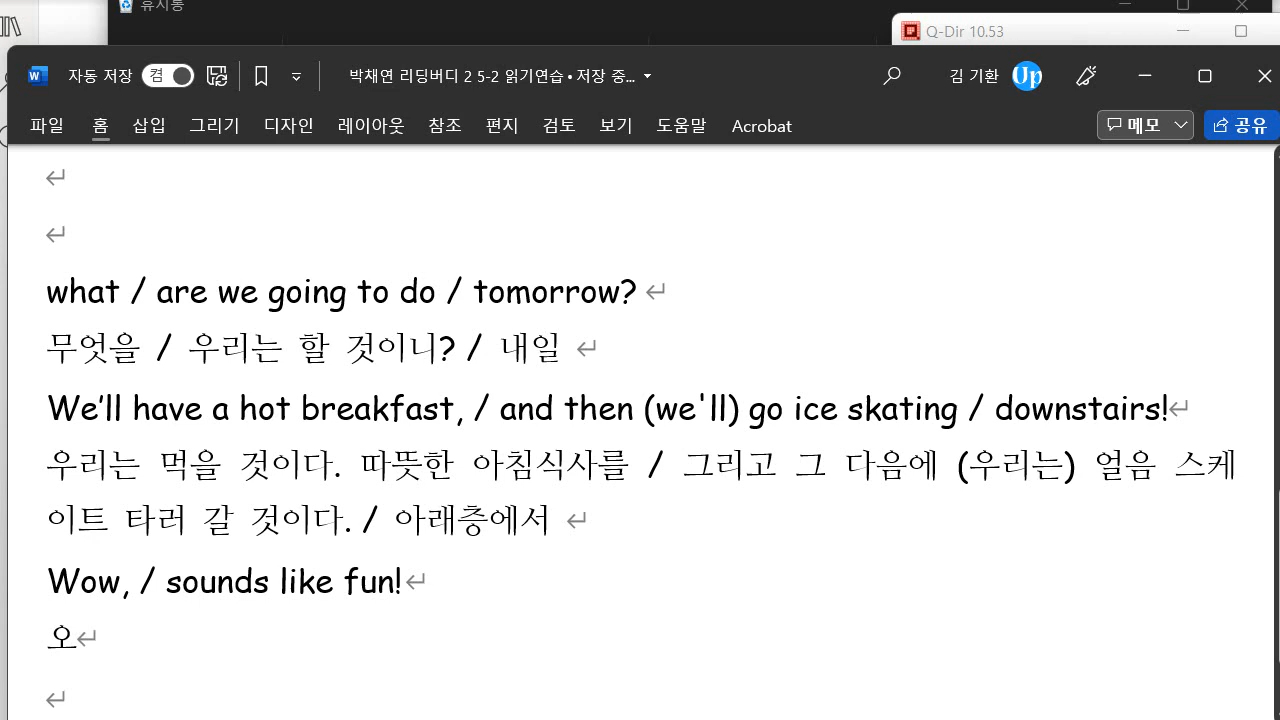 유지통
Q-Dir 10.53
자동 저장 켬 박채연 리딩버디 2 5-2 읽기연습 • 저장 중... 김 기환 Up
파일 홈 삽입 그리기 디자인 레이아웃 참조 편지 검토 보기 도움말 Acrobat 메모 공유
what / are we going to do / tomorrow?
무엇을 / 우리는 할 것이니? / 내일
We’ll have a hot breakfast, / and then (we'll) go ice skating / downstairs!
우리는 먹을 것이다. 따뜻한 아침식사를 / 그리고 그 다음에 (우리는) 얼음 스케
이트 타러 갈 것이다. / 아래층에서
Wow, / sounds like fun!
오